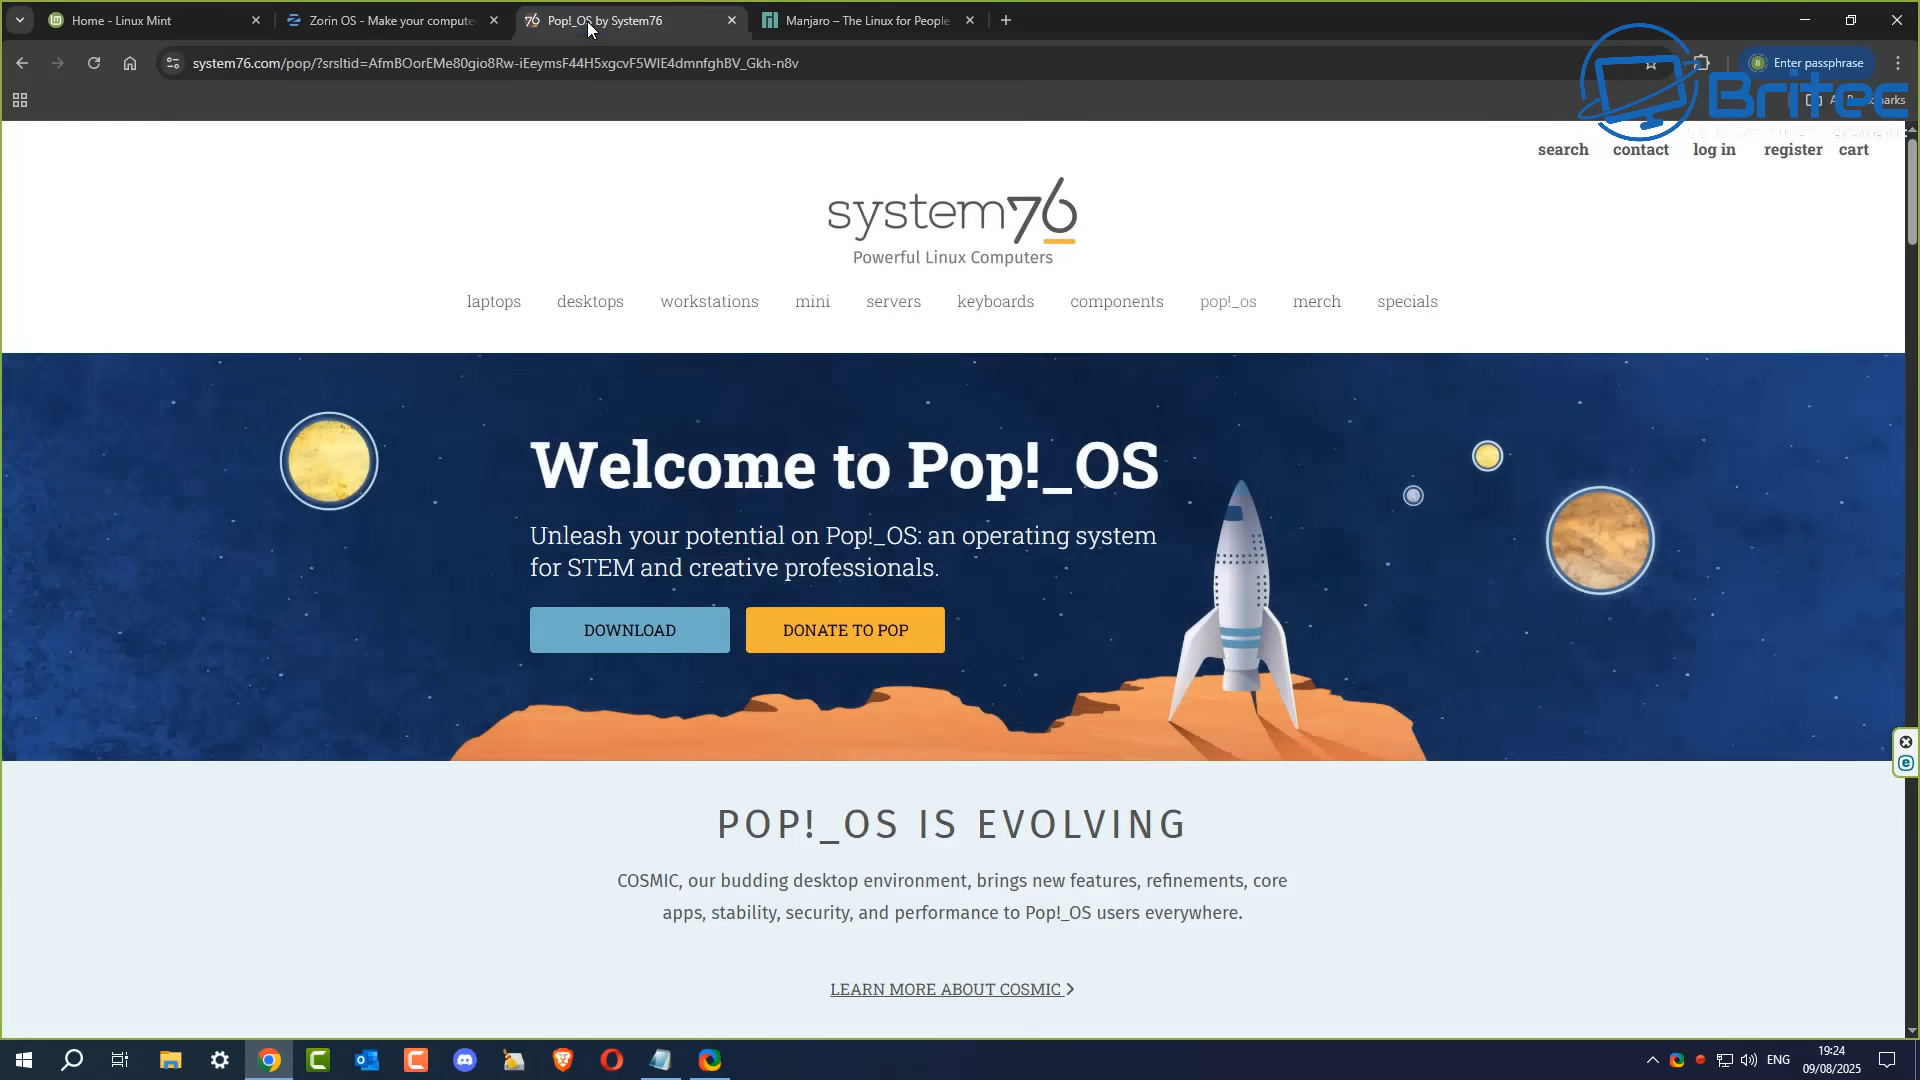 Home - Linux Mint
Zorin OS - Make your compute
Pop!_OS by System76
Manjaro – The Linux for People
system76.com/pop/?srsltid=AfmBOorEMe80gio8Rw-iEeymsF44H5xgcvF5WlE4dmnfghBV_Gkh-n8v
B
Enter passphrase
Britec
search
contact
log in
register
cart
system76
Powerful Linux Computers
laptops
desktops
workstations
mini
servers
keyboards
components
pop!_os
merch
specials
Welcome to Pop!_OS
Unleash your potential on Pop!_OS: an operating system
for STEM and creative professionals.
DOWNLOAD
DONATE TO POP
POP!_OS IS EVOLVING
COSMIC, our budding desktop environment, brings new features, refinements, core
apps, stability, security, and performance to Pop!_OS users everywhere.
LEARN MORE ABOUT COSMIC
ENG
19:24
09/08/2025